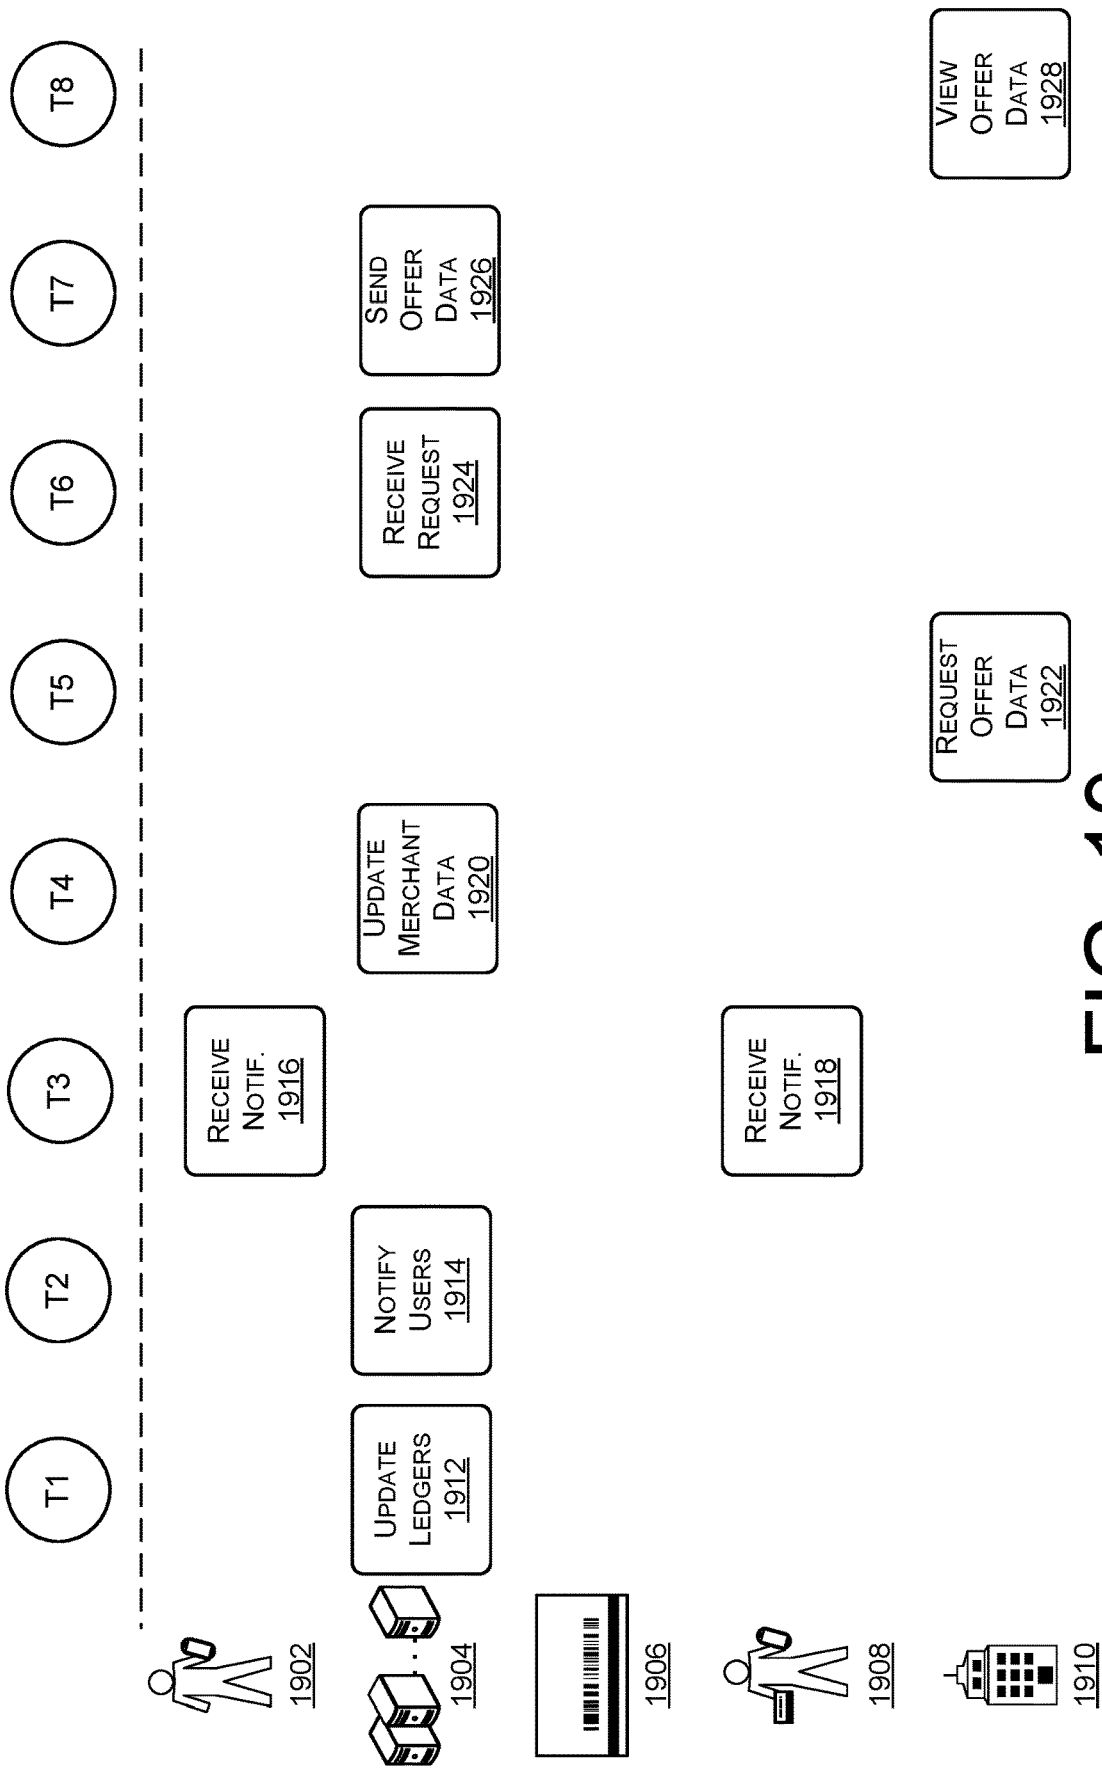 T1
T2
T3
T4
T5
T6
T7
T8
1902
RECEIVE
NOTIF.
1916
1904
UPDATE
LEDGERS
1912
NOTIFY
USERS
1914
UPDATE
MERCHANT
DATA
1920
RECEIVE
REQUEST
1924
SEND
OFFER
DATA
1926
1906
1908
RECEIVE
NOTIF.
1918
1910
REQUEST
OFFER
DATA
1922
VIEW
OFFER
DATA
1928